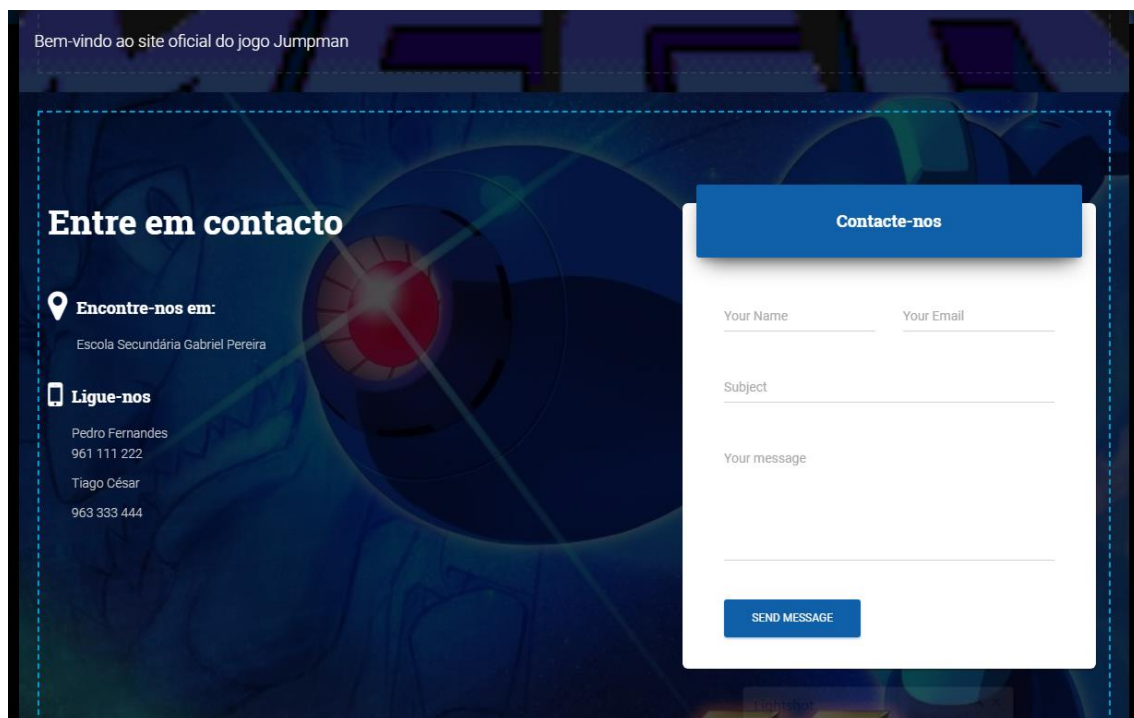 Bem-vindo ao site oficial do jogo Jumpman
Entre em contacto
Encontre-nos em:
Escola Secundária Gabriel Pereira
Ligue-nos
Pedro Fernandes
961 111 222
Tiago César
963 333 444
Contacte-nos
Your Name
Your Email
Subject
Your message
SEND MESSAGE
Lightshot